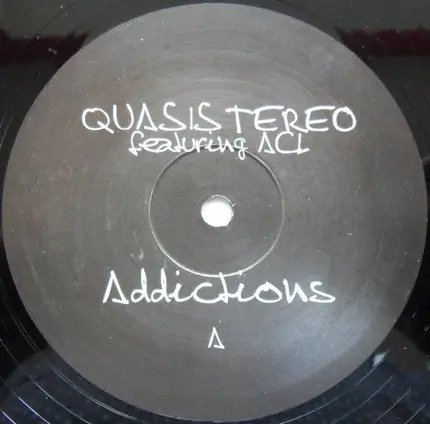 QUASISTEREO
featuring ACL
Addictions
A